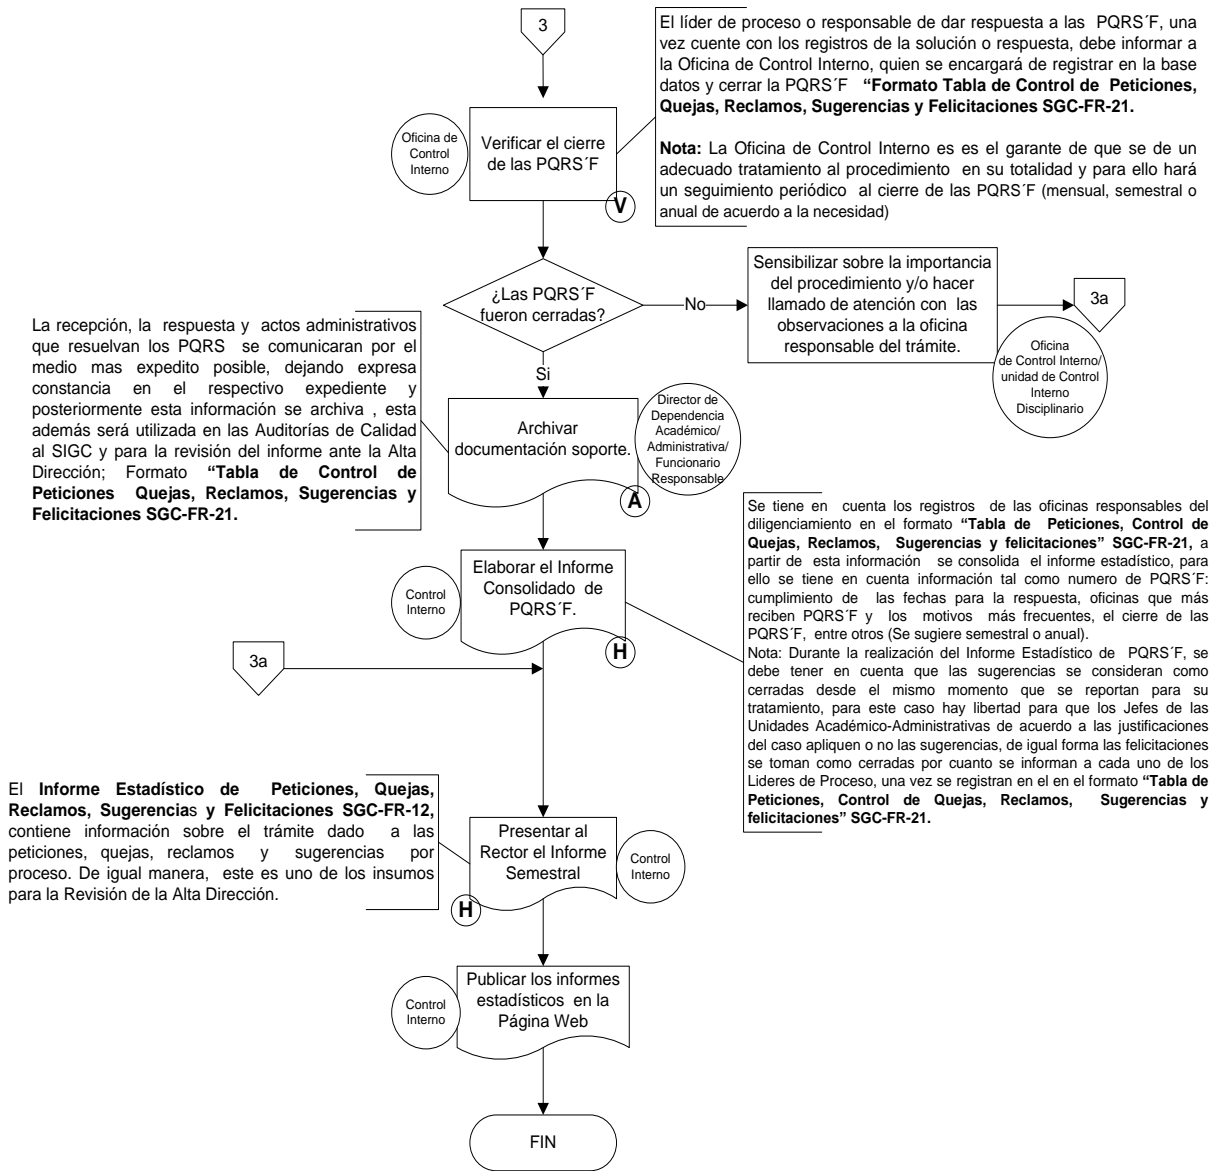 3
El líder de proceso o responsable de dar respuesta a las PQRS´F, una
vez cuente con los registros de la solución o respuesta, debe informar a
la Oficina de Control Interno, quien se encargará de registrar en la base
datos y cerrar la PQRS´F “Formato Tabla de Control de Peticiones,
Quejas, Reclamos, Sugerencias y Felicitaciones SGC-FR-21.
Nota: La Oficina de Control Interno es es el garante de que se de un
adecuado tratamiento al procedimiento en su totalidad y para ello hará
un seguimiento periódico al cierre de las PQRS´F (mensual, semestral o
anual de acuerdo a la necesidad)
Oficina de
Control
Interno
Verificar el cierre
de las PQRS´F
V
¿Las PQRS´F
fueron cerradas?
No
Sensibilizar sobre la importancia
del procedimiento y/o hacer
llamado de atención con las
observaciones a la oficina
responsable del trámite.
3a
Oficina
de Control Interno/
unidad de Control
Interno
Disciplinario
Si
La recepción, la respuesta y actos administrativos
que resuelvan los PQRS se comunicaran por el
medio mas expedito posible, dejando expresa
constancia en el respectivo expediente y
posteriormente esta información se archiva , esta
además será utilizada en las Auditorías de Calidad
al SIGC y para la revisión del informe ante la Alta
Dirección; Formato “Tabla de Control de
Peticiones Quejas, Reclamos, Sugerencias y
Felicitaciones SGC-FR-21.
Archivar
documentación soporte.
A
Director de
Dependencia
Académico/
Administrativa/
Funcionario
Responsable
Se tiene en cuenta los registros de las oficinas responsables del
diligenciamiento en el formato “Tabla de Peticiones, Control de
Quejas, Reclamos, Sugerencias y felicitaciones” SGC-FR-21, a
partir de esta información se consolida el informe estadístico, para
ello se tiene en cuenta información tal como numero de PQRS´F:
cumplimiento de las fechas para la respuesta, oficinas que más
reciben PQRS´F y los motivos más frecuentes, el cierre de las
PQRS´F, entre otros (Se sugiere semestral o anual).
Nota: Durante la realización del Informe Estadístico de PQRS´F, se
debe tener en cuenta que las sugerencias se consideran como
cerradas desde el mismo momento que se reportan para su
tratamiento, para este caso hay libertad para que los Jefes de las
Unidades Académico-Administrativas de acuerdo a las justificaciones
del caso apliquen o no las sugerencias, de igual forma las felicitaciones
se toman como cerradas por cuanto se informan a cada uno de los
Lideres de Proceso, una vez se registran en el en el formato “Tabla de
Peticiones, Control de Quejas, Reclamos, Sugerencias y
felicitaciones” SGC-FR-21.
Control
Interno
Elaborar el Informe
Consolidado de
PQRS´F.
H
3a
El Informe Estadístico de Peticiones, Quejas,
Reclamos, Sugerencias y Felicitaciones SGC-FR-12,
contiene información sobre el trámite dado a las
peticiones, quejas, reclamos y sugerencias por
proceso. De igual manera, este es uno de los insumos
para la Revisión de la Alta Dirección.
Presentar al
Rector el Informe
Semestral
H
Control
Interno
Control
Interno
Publicar los informes
estadísticos en la
Página Web
FIN